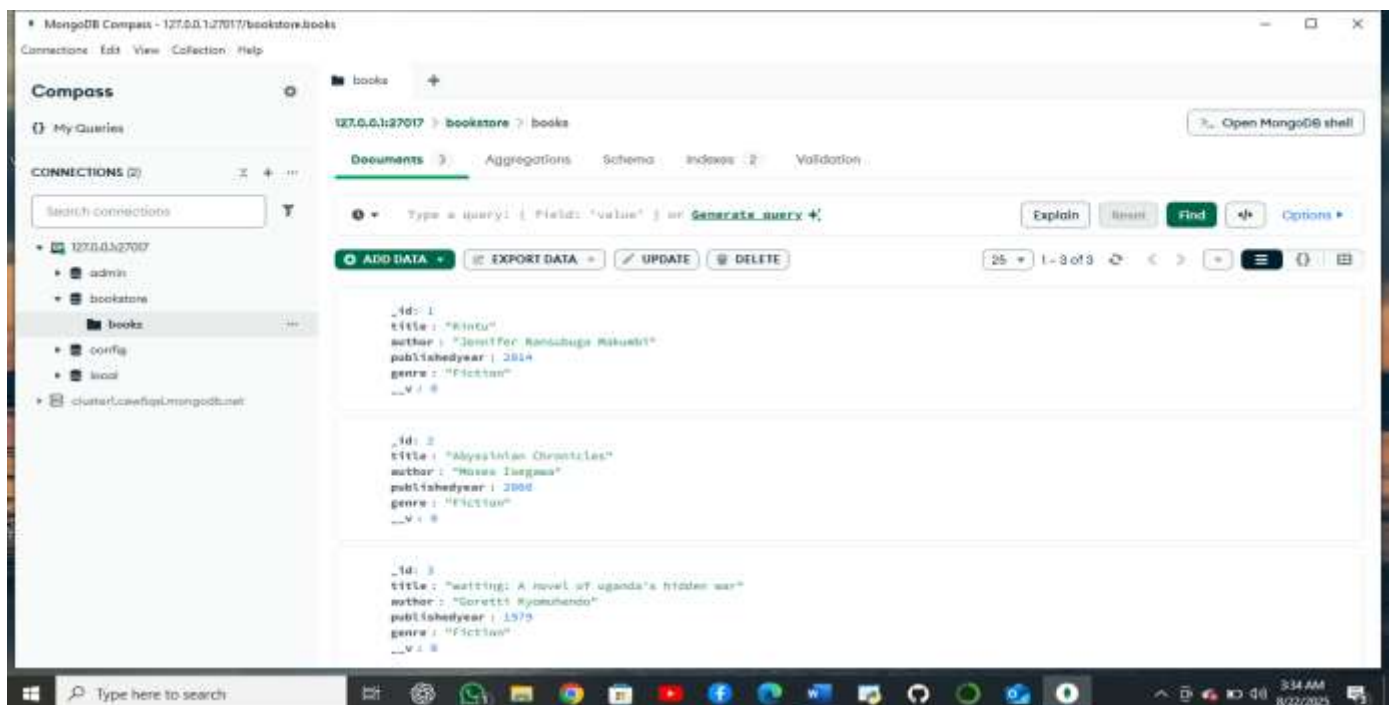 MongoDB Compass - 127.0.0.1:27017/bookstore.books
Connections Edit View Collection Help
Compass
{} My Queries
CONNECTIONS (2)
Search connections
127.0.0.1:27017
admin
bookstore
books
config
local
books +
127.0.0.1:27017 > bookstore > books
>_ Open MongoDB shell
Documents 3 Aggregations Schema Indexes 2 Validation
Type a query: { field: 'value' } or Generate query
Explain Reset Find </> Options
ADD DATA EXPORT DATA UPDATE DELETE
25 1 – 3 of 3
_id: 1
title : "Kintu"
author : "Jennifer Nansubuga Makumbi"
publishedyear : 2014
genre : "Fiction"
__v : 0
_id: 2
title : "Abyssinian Chronicles"
author : "Moses Isegawa"
publishedyear : 2000
genre : "Fiction"
__v : 0
_id: 3
title : "waiting: A novel of uganda's hidden war"
author : "Goretti Kyomuhendo"
publishedyear : 1979
genre : "Fiction"
__v : 0
Type here to search
3:34 AM
8/22/2025